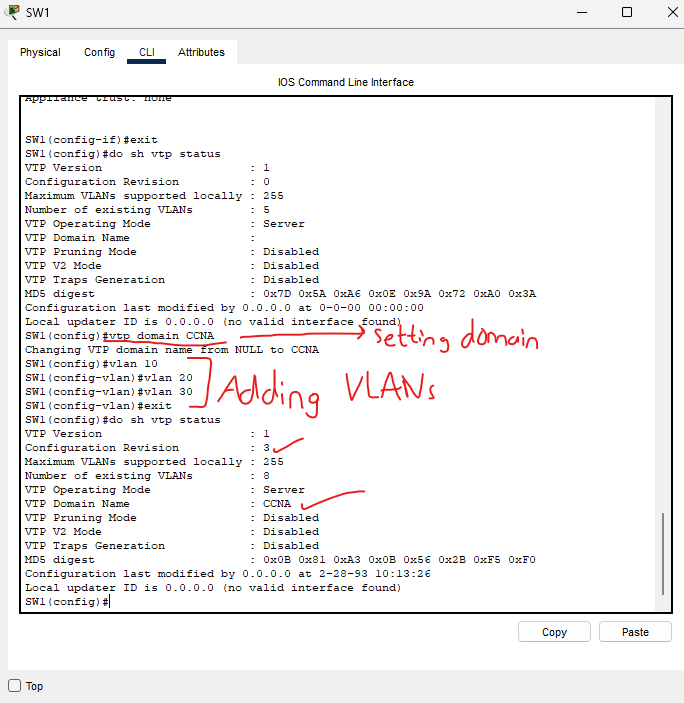 SW1
Physical Config CLI Attributes
IOS Command Line Interface
Appliance trust: none
SW1(config-if)#exit
SW1(config)#do sh vtp status
VTP Version : 1
Configuration Revision : 0
Maximum VLANs supported locally : 255
Number of existing VLANs : 5
VTP Operating Mode : Server
VTP Domain Name :
VTP Pruning Mode : Disabled
VTP V2 Mode : Disabled
VTP Traps Generation : Disabled
MD5 digest : 0x7D 0x5A 0xA6 0x0E 0x9A 0x72 0xA0 0x3A
Configuration last modified by 0.0.0.0 at 0-0-00 00:00:00
Local updater ID is 0.0.0.0 (no valid interface found)
SW1(config)#vtp domain CCNA
setting domain
Changing VTP domain name from NULL to CCNA
SW1(config)#vlan 10
SW1(config-vlan)#vlan 20
SW1(config-vlan)#vlan 30
Adding VLANs
SW1(config-vlan)#exit
SW1(config)#do sh vtp status
VTP Version : 1
Configuration Revision : 3
Maximum VLANs supported locally : 255
Number of existing VLANs : 8
VTP Operating Mode : Server
VTP Domain Name : CCNA
VTP Pruning Mode : Disabled
VTP V2 Mode : Disabled
VTP Traps Generation : Disabled
MD5 digest : 0x0B 0x81 0xA3 0x0B 0x56 0x2B 0xF5 0xF0
Configuration last modified by 0.0.0.0 at 2-28-93 10:13:26
Local updater ID is 0.0.0.0 (no valid interface found)
SW1(config)#
Copy Paste
Top